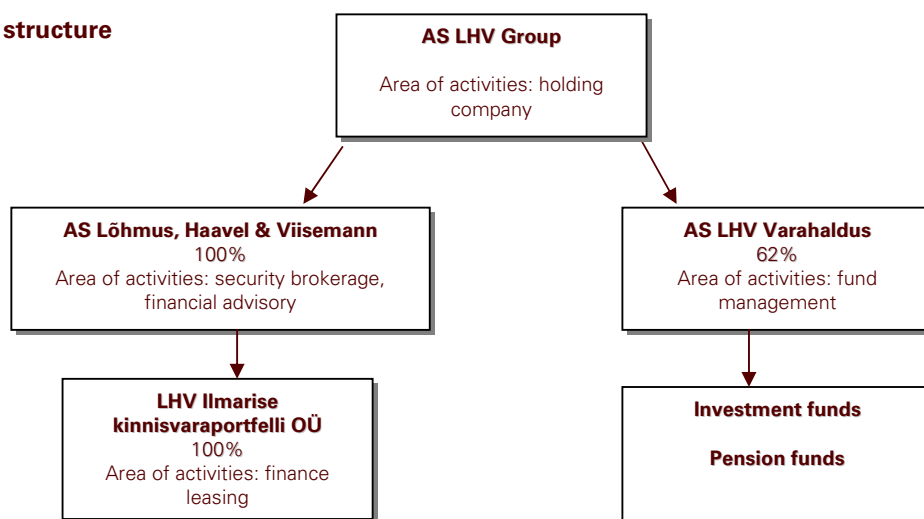 structure
AS LHV Group
Area of activities: holding
company
AS Lõhmus, Haavel & Viisemann
100%
Area of activities: security brokerage,
financial advisory
AS LHV Varahaldus
62%
Area of activities: fund
management
LHV Ilmarise
kinnisvaraportfelli OÜ
100%
Area of activities: finance
leasing
Investment funds
Pension funds